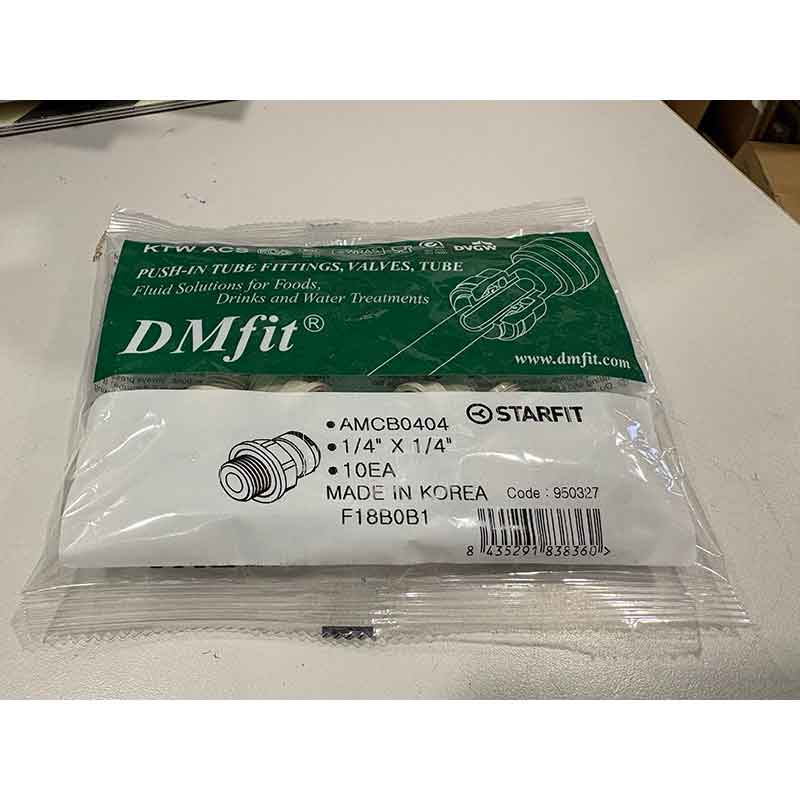 KTW ACS DVGW
PUSH-IN TUBE FITTINGS, VALVES, TUBE
Fluid Solutions for Foods,
Drinks and Water Treatments
DMfit®
www.dmfit.com
STARFIT
•AMCB0404
•1/4" X 1/4"
•10EA
MADE IN KOREA Code : 950327
F18B0B1
8 435291 838360 >